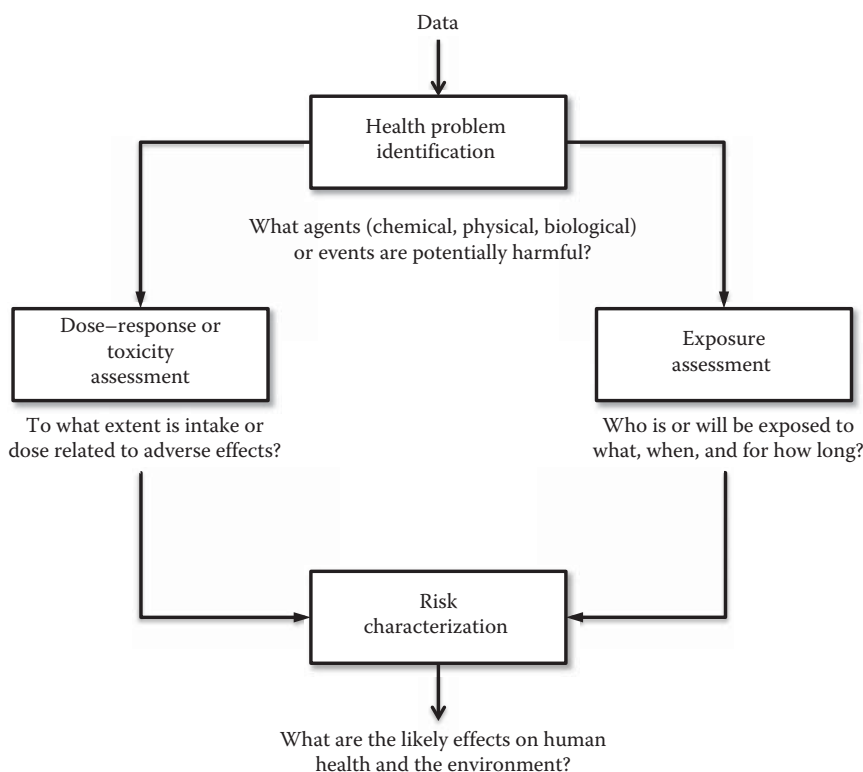 Data
Health problem
identification
What agents (chemical, physical, biological)
or events are potentially harmful?
Dose–response or
toxicity
assessment
To what extent is intake or
dose related to adverse effects?
Exposure
assessment
Who is or will be exposed to
what, when, and for how long?
Risk
characterization
What are the likely effects on human
health and the environment?